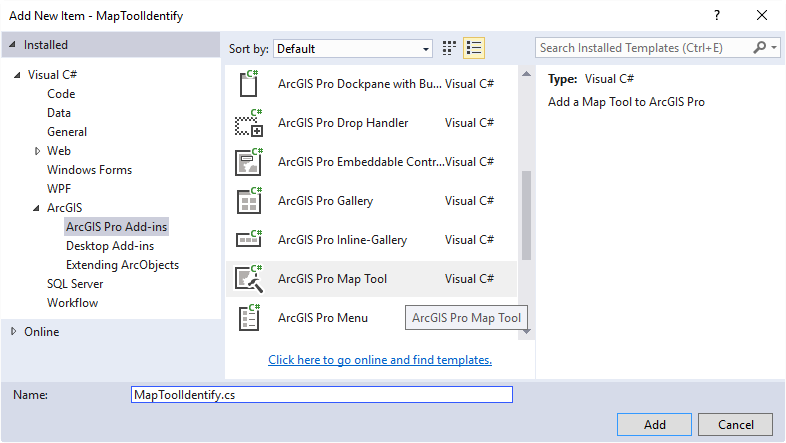 Add New Item - MapToolIdentify
?
Installed
Sort by: Default
Search Installed Templates (Ctrl+E)
Visual C#
Code
Data
General
Web
Windows Forms
WPF
ArcGIS
ArcGIS Pro Add-ins
Desktop Add-ins
Extending ArcObjects
SQL Server
Workflow
Online
C# ArcGIS Pro Dockpane with Bu... Visual C#
C# ArcGIS Pro Drop Handler Visual C#
C# ArcGIS Pro Embeddable Contr... Visual C#
C# ArcGIS Pro Gallery Visual C#
C# ArcGIS Pro Inline-Gallery Visual C#
C# ArcGIS Pro Map Tool Visual C#
C# ArcGIS Pro Menu
ArcGIS Pro Map Tool
Click here to go online and find templates.
Type: Visual C#
Add a Map Tool to ArcGIS Pro
Name: MapToolIdentify.cs
Add Cancel